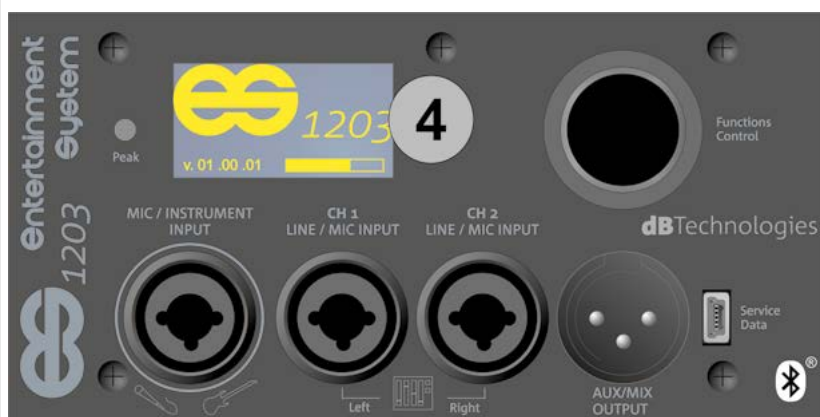 Entertainment
System
ES 1203
Peak
ES 1203
v. 01 .00 .01
4
Functions
Control
MIC / INSTRUMENT
INPUT
CH 1
LINE / MIC INPUT
CH 2
LINE / MIC INPUT
dBTechnologies
Service
Data
Left
Right
AUX/MIX
OUTPUT
®